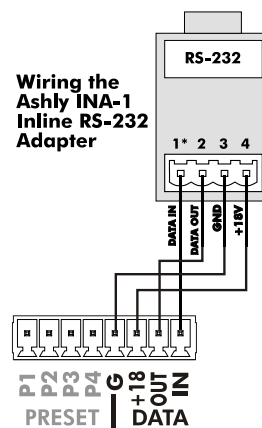 RS-232
Wiring the
Ashly INA-1
Inline RS-232
Adapter
1* 2 3 4
DATA IN
DATA OUT
GND
+18V
P1
P2
P3
P4
G
+18
OUT
IN
PRESET
DATA